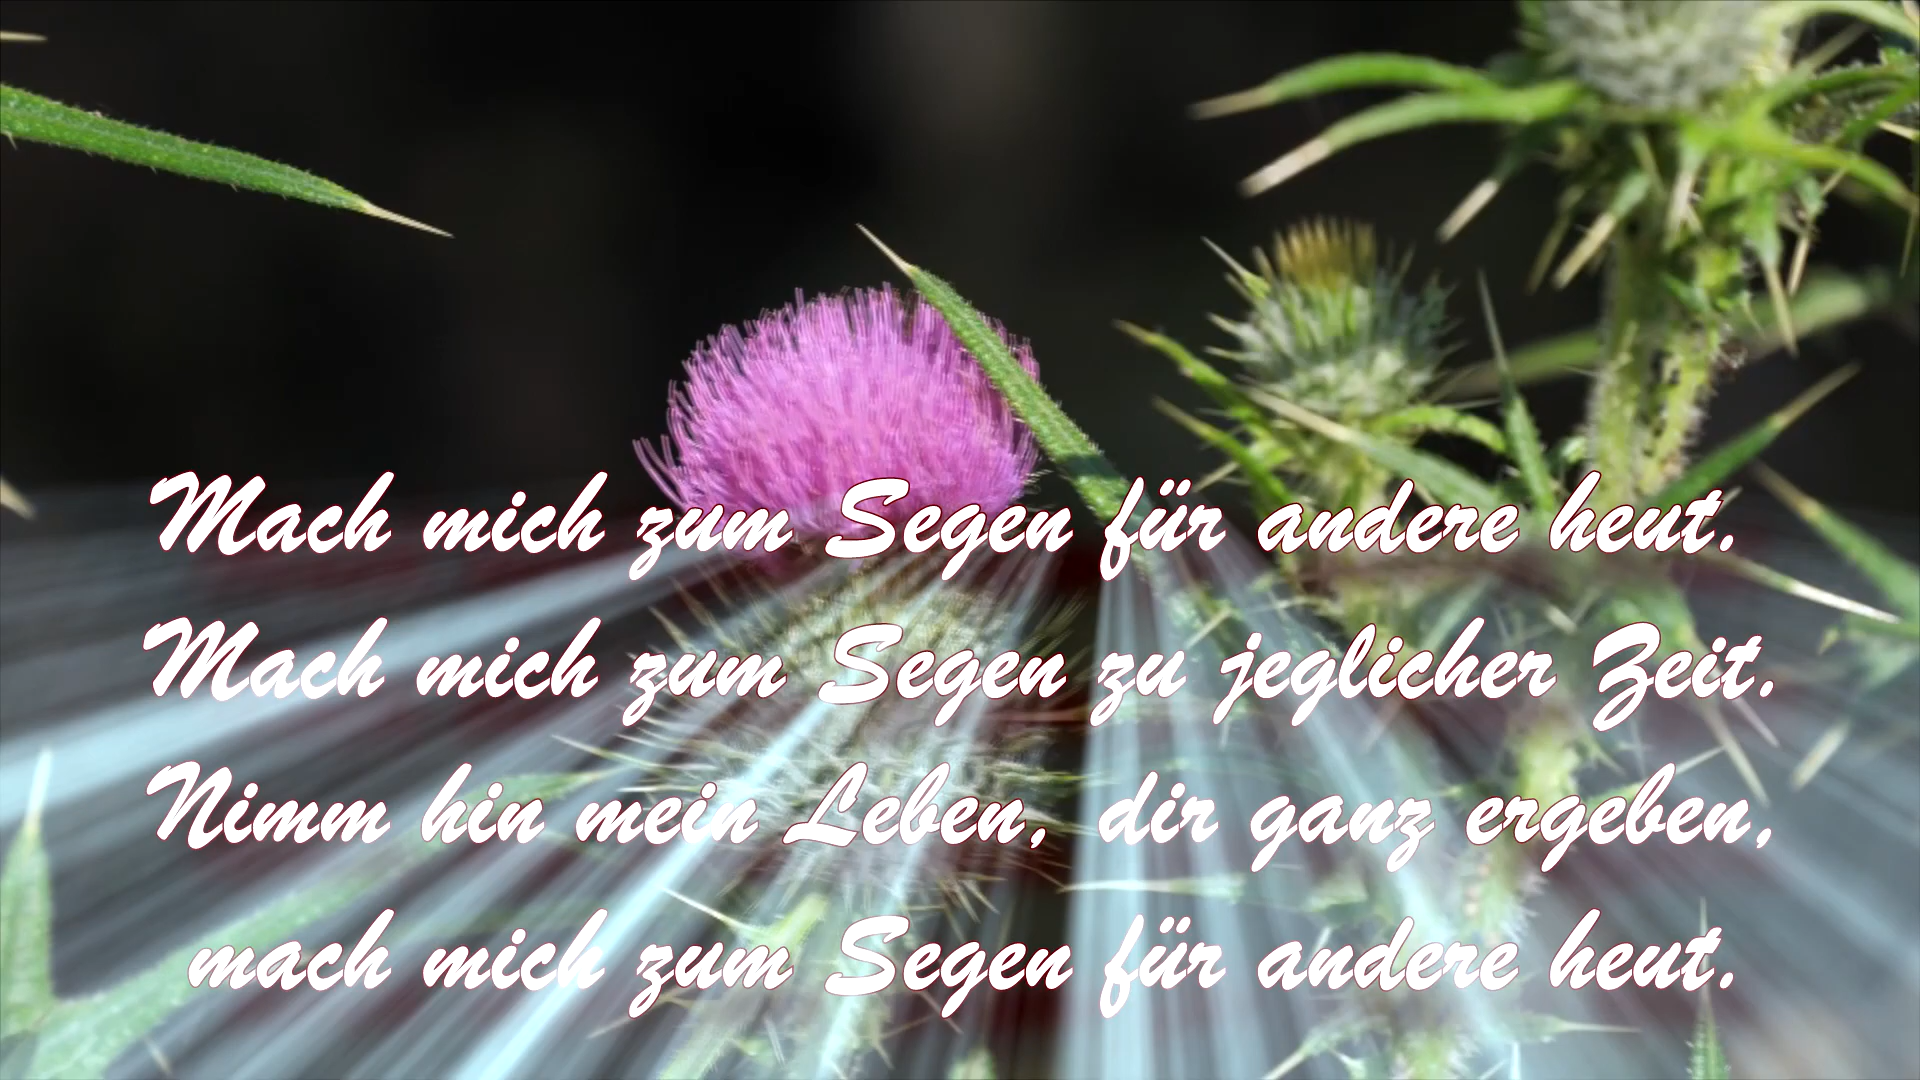 Mach mich zum Segen für andere heut.
Mach mich zum Segen zu jeglicher Zeit.
Nimm hin mein Leben, dir ganz ergeben,
mach mich zum Segen für andere heut.